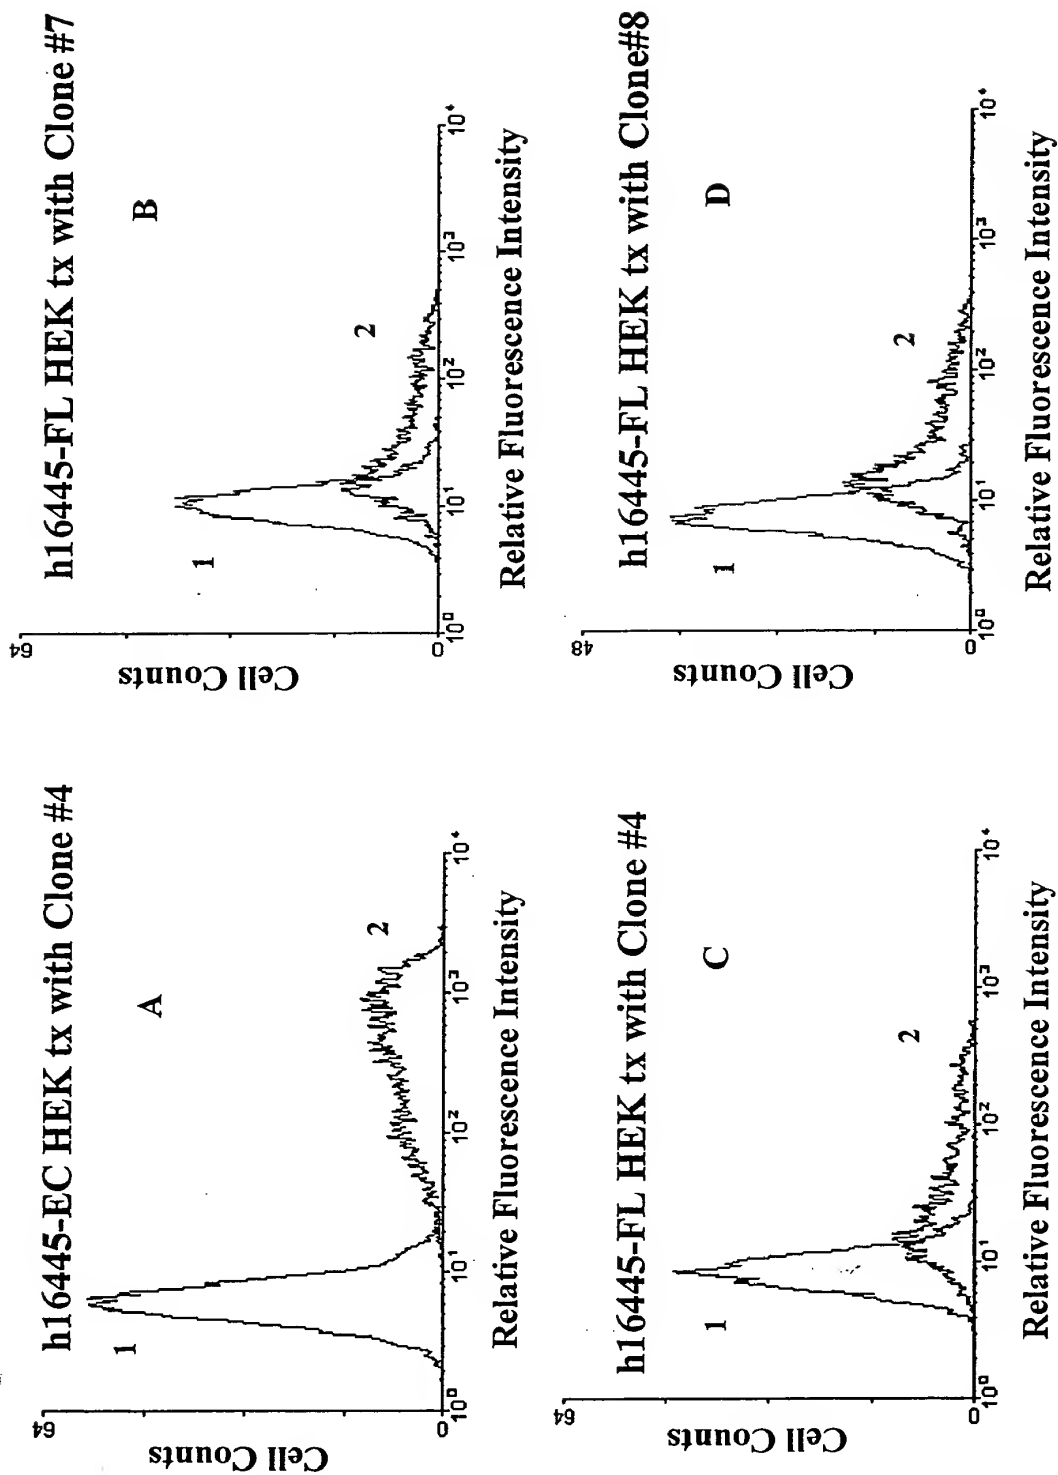 h16445-EC HEK tx with Clone #4
A
64
Cell Counts
0
1
2
10⁰ 10¹ 10² 10³ 10⁴
Relative Fluorescence Intensity
h16445-FL HEK tx with Clone #7
B
64
Cell Counts
0
1
2
10⁰ 10¹ 10² 10³ 10⁴
Relative Fluorescence Intensity
h16445-FL HEK tx with Clone #4
C
64
Cell Counts
0
1
2
10⁰ 10¹ 10² 10³ 10⁴
Relative Fluorescence Intensity
h16445-FL HEK tx with Clone#8
D
48
Cell Counts
0
1
2
10⁰ 10¹ 10² 10³ 10⁴
Relative Fluorescence Intensity